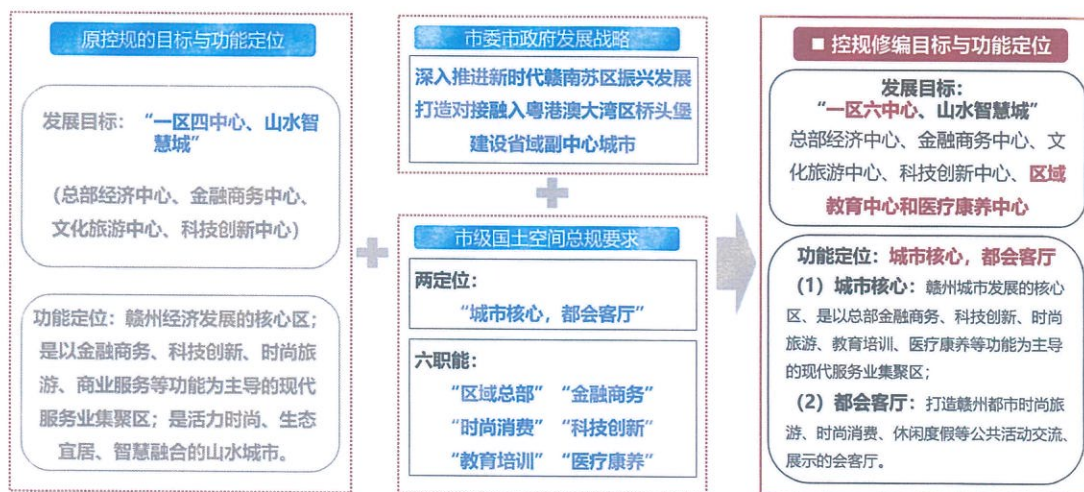 原控规的目标与功能定位
发展目标：“一区四中心、山水智
慧城”
（总部经济中心、金融商务中心、
文化旅游中心、科技创新中心）
功能定位：赣州经济发展的核心区；
是以金融商务、科技创新、时尚旅
游、商业服务等功能为主导的现代
服务业集聚区；是活力时尚、生态
宜居、智慧融合的山水城市。
市委市政府发展战略
深入推进新时代赣南苏区振兴发展
打造对接融入粤港澳大湾区桥头堡
建设省域副中心城市
市级国土空间总规要求
两定位：
“城市核心，都会客厅”
六职能：
“区域总部” “金融商务”
“时尚消费” “科技创新”
“教育培训” “医疗康养”
■ 控规修编目标与功能定位
发展目标：
“一区六中心、山水智慧城”
总部经济中心、金融商务中心、文
化旅游中心、科技创新中心、区域
教育中心和医疗康养中心
功能定位：城市核心，都会客厅
（1）城市核心：赣州城市发展的核心
区、是以总部金融商务、科技创新、时尚
旅游、教育培训、医疗康养等功能为主导
的现代服务业集聚区；
（2）都会客厅：打造赣州都市时尚旅
游、时尚消费、休闲度假等公共活动交流、
展示的会客厅。